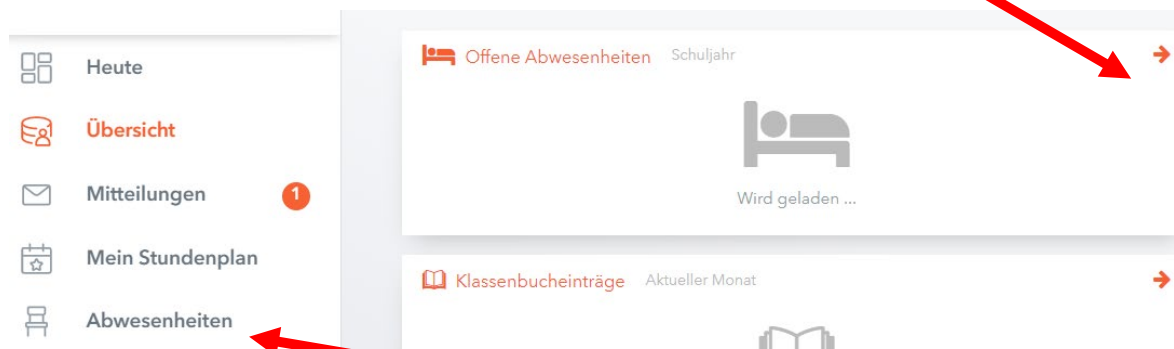 Heute
Übersicht
Mitteilungen 1
Mein Stundenplan
Abwesenheiten
Offene Abwesenheiten Schuljahr
Wird geladen ...
Klassenbucheinträge Aktueller Monat